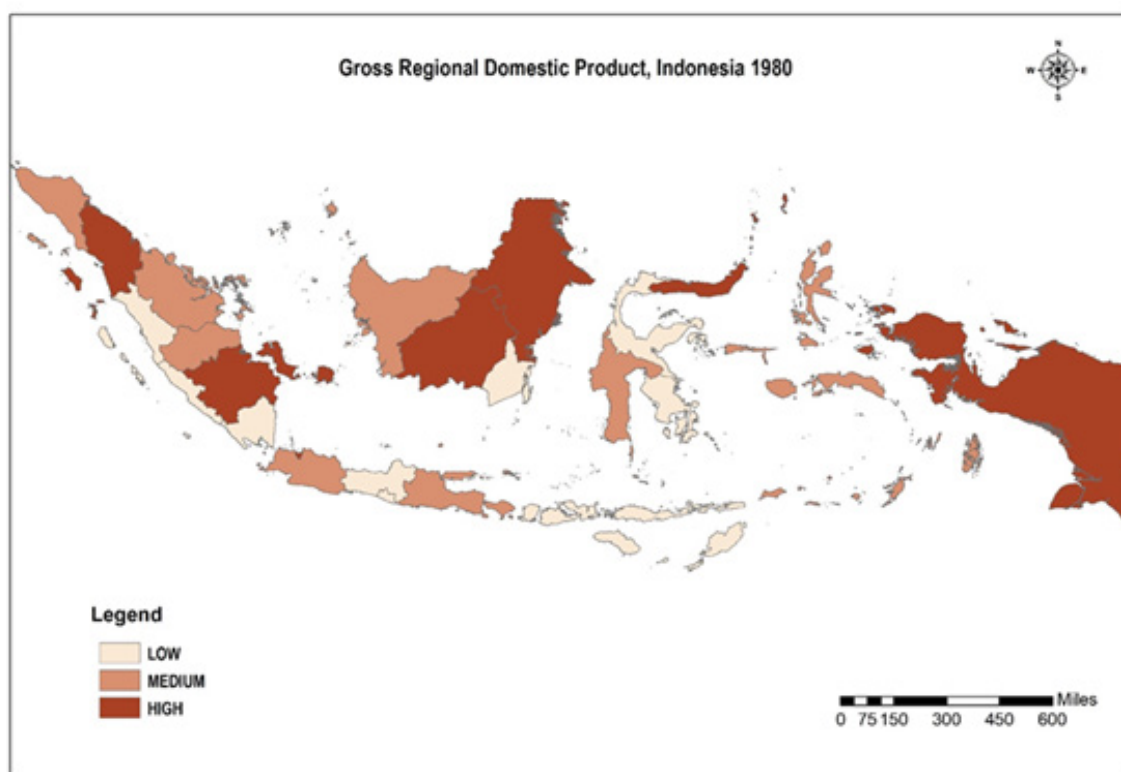 Gross Regional Domestic Product, Indonesia 1980
N
W E
S
Legend
LOW
MEDIUM
HIGH
Miles
0 75 150 300 450 600